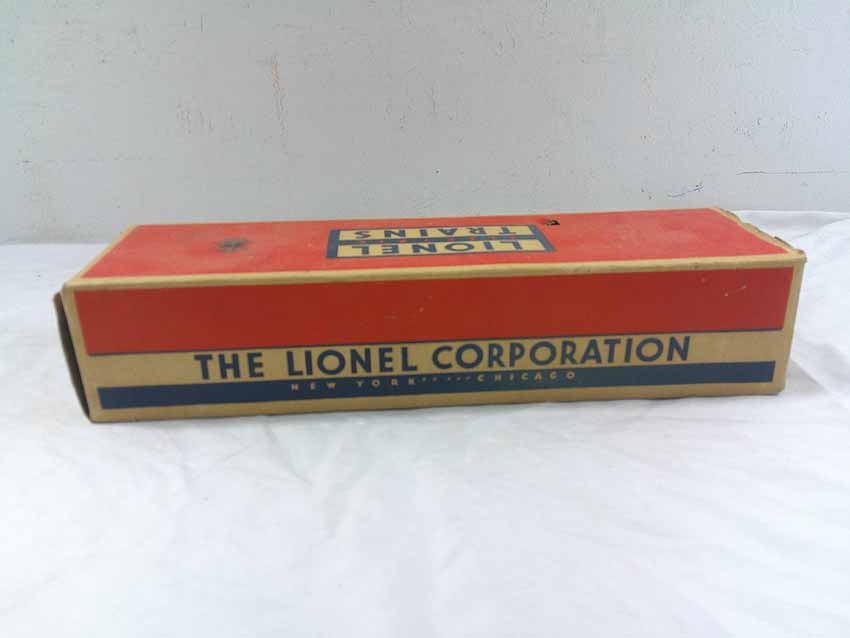 LIONEL
TRAINS
THE LIONEL CORPORATION
NEW YORK CHICAGO